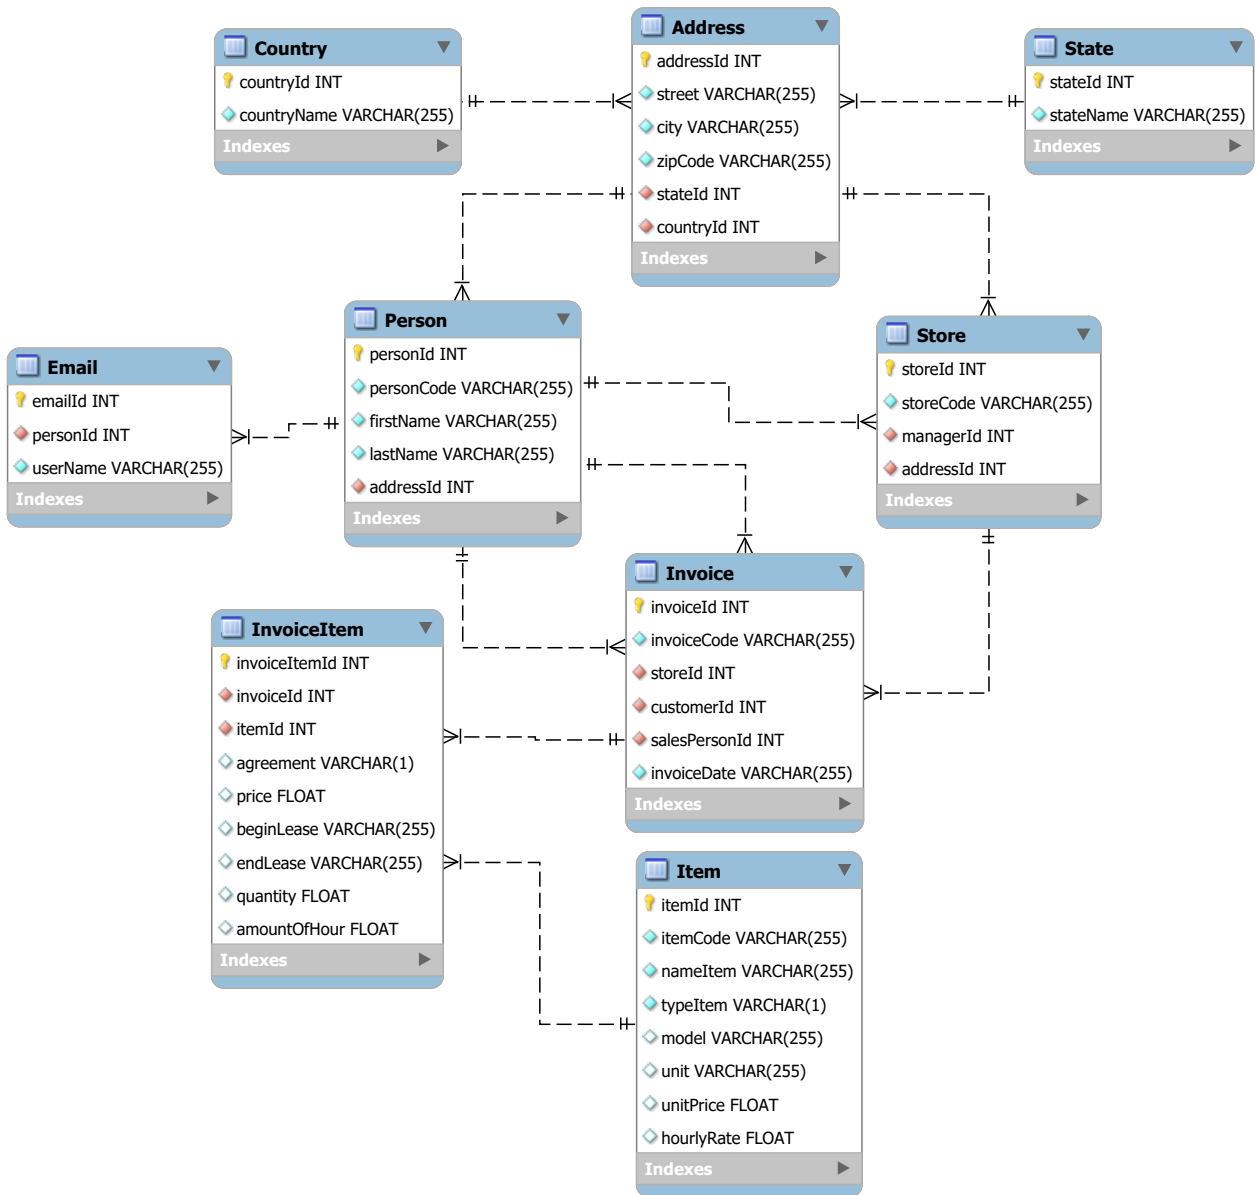 Country
countryId INT
countryName VARCHAR(255)
Indexes
Address
addressId INT
street VARCHAR(255)
city VARCHAR(255)
zipCode VARCHAR(255)
stateId INT
countryId INT
Indexes
State
stateId INT
stateName VARCHAR(255)
Indexes
Email
emailId INT
personId INT
userName VARCHAR(255)
Indexes
Person
personId INT
personCode VARCHAR(255)
firstName VARCHAR(255)
lastName VARCHAR(255)
addressId INT
Indexes
Store
storeId INT
storeCode VARCHAR(255)
managerId INT
addressId INT
Indexes
InvoiceItem
invoiceItemId INT
invoiceId INT
itemId INT
agreement VARCHAR(1)
price FLOAT
beginLease VARCHAR(255)
endLease VARCHAR(255)
quantity FLOAT
amountOfHour FLOAT
Indexes
Invoice
invoiceId INT
invoiceCode VARCHAR(255)
storeId INT
customerId INT
salesPersonId INT
invoiceDate VARCHAR(255)
Indexes
Item
itemId INT
itemCode VARCHAR(255)
nameItem VARCHAR(255)
typeItem VARCHAR(1)
model VARCHAR(255)
unit VARCHAR(255)
unitPrice FLOAT
hourlyRate FLOAT
Indexes